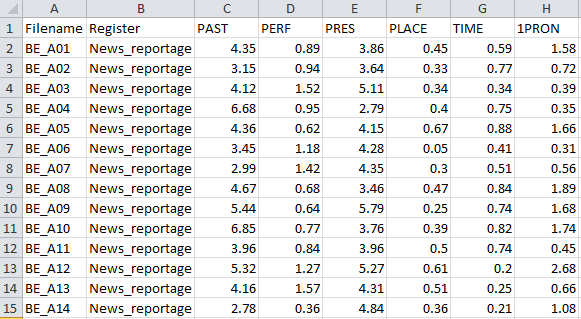 A B C D E F G H
1 Filename Register PAST PERF PRES PLACE TIME 1PRON
2 BE_A01 News_reportage 4.35 0.89 3.86 0.45 0.59 1.58
3 BE_A02 News_reportage 3.15 0.94 3.64 0.33 0.77 0.72
4 BE_A03 News_reportage 4.12 1.52 5.11 0.34 0.34 0.39
5 BE_A04 News_reportage 6.68 0.95 2.79 0.4 0.75 0.35
6 BE_A05 News_reportage 4.36 0.62 4.15 0.67 0.88 1.66
7 BE_A06 News_reportage 3.45 1.18 4.28 0.05 0.41 0.31
8 BE_A07 News_reportage 2.99 1.42 4.35 0.3 0.51 0.56
9 BE_A08 News_reportage 4.67 0.68 3.46 0.47 0.84 1.89
10 BE_A09 News_reportage 5.44 0.64 5.79 0.25 0.74 1.68
11 BE_A10 News_reportage 6.85 0.77 3.76 0.39 0.82 1.74
12 BE_A11 News_reportage 3.96 0.84 3.96 0.5 0.74 0.45
13 BE_A12 News_reportage 5.32 1.27 5.27 0.61 0.2 2.68
14 BE_A13 News_reportage 4.16 1.57 4.31 0.51 0.25 0.66
15 BE_A14 News_reportage 2.78 0.36 4.84 0.36 0.21 1.08